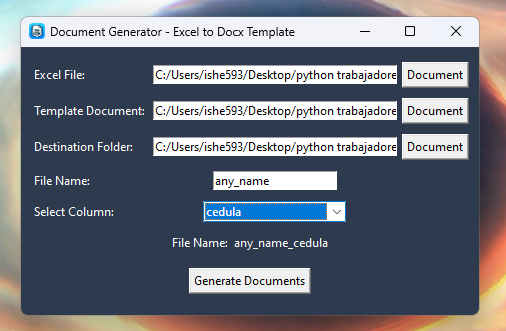 Document Generator - Excel to Docx Template
Excel File: C:/Users/ishe593/Desktop/python trabajadore Document
Template Document: C:/Users/ishe593/Desktop/python trabajadore Document
Destination Folder: C:/Users/ishe593/Desktop/python trabajadore Document
File Name: any_name
Select Column: cedula
File Name: any_name_cedula
Generate Documents